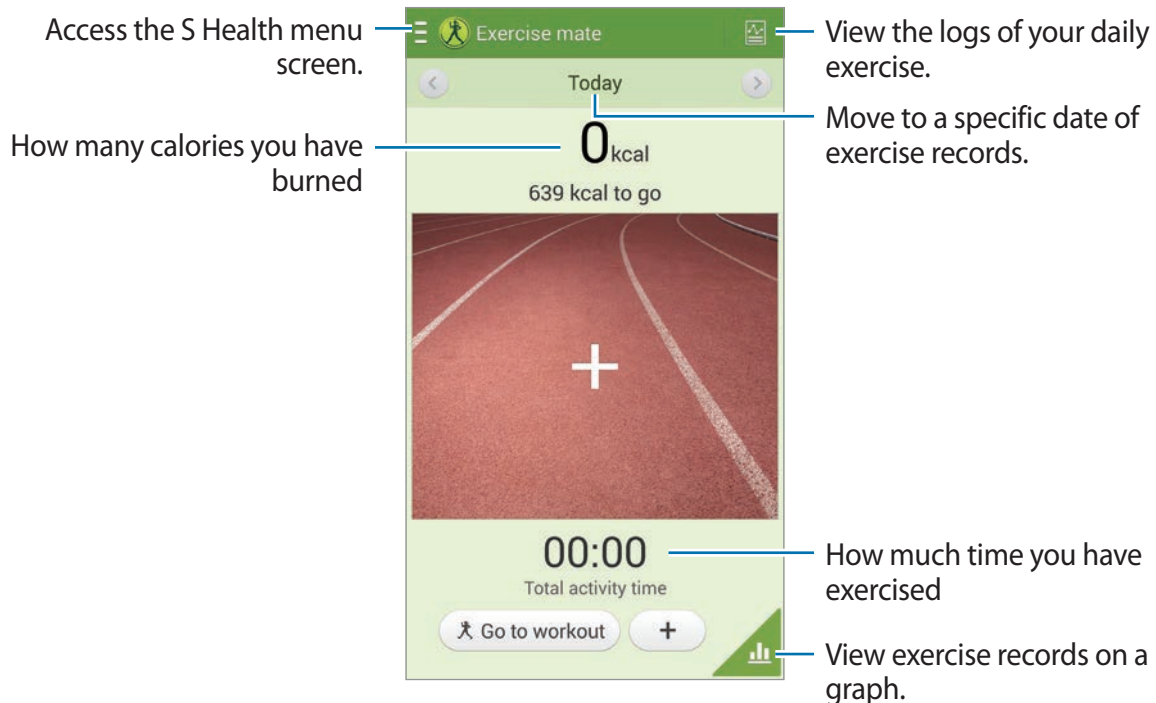 Access the S Health menu
screen.
How many calories you have
burned
Exercise mate
Today
0 kcal
639 kcal to go
+
00:00
Total activity time
Go to workout
+
View the logs of your daily
exercise.
Move to a specific date of
exercise records.
How much time you have
exercised
View exercise records on a
graph.